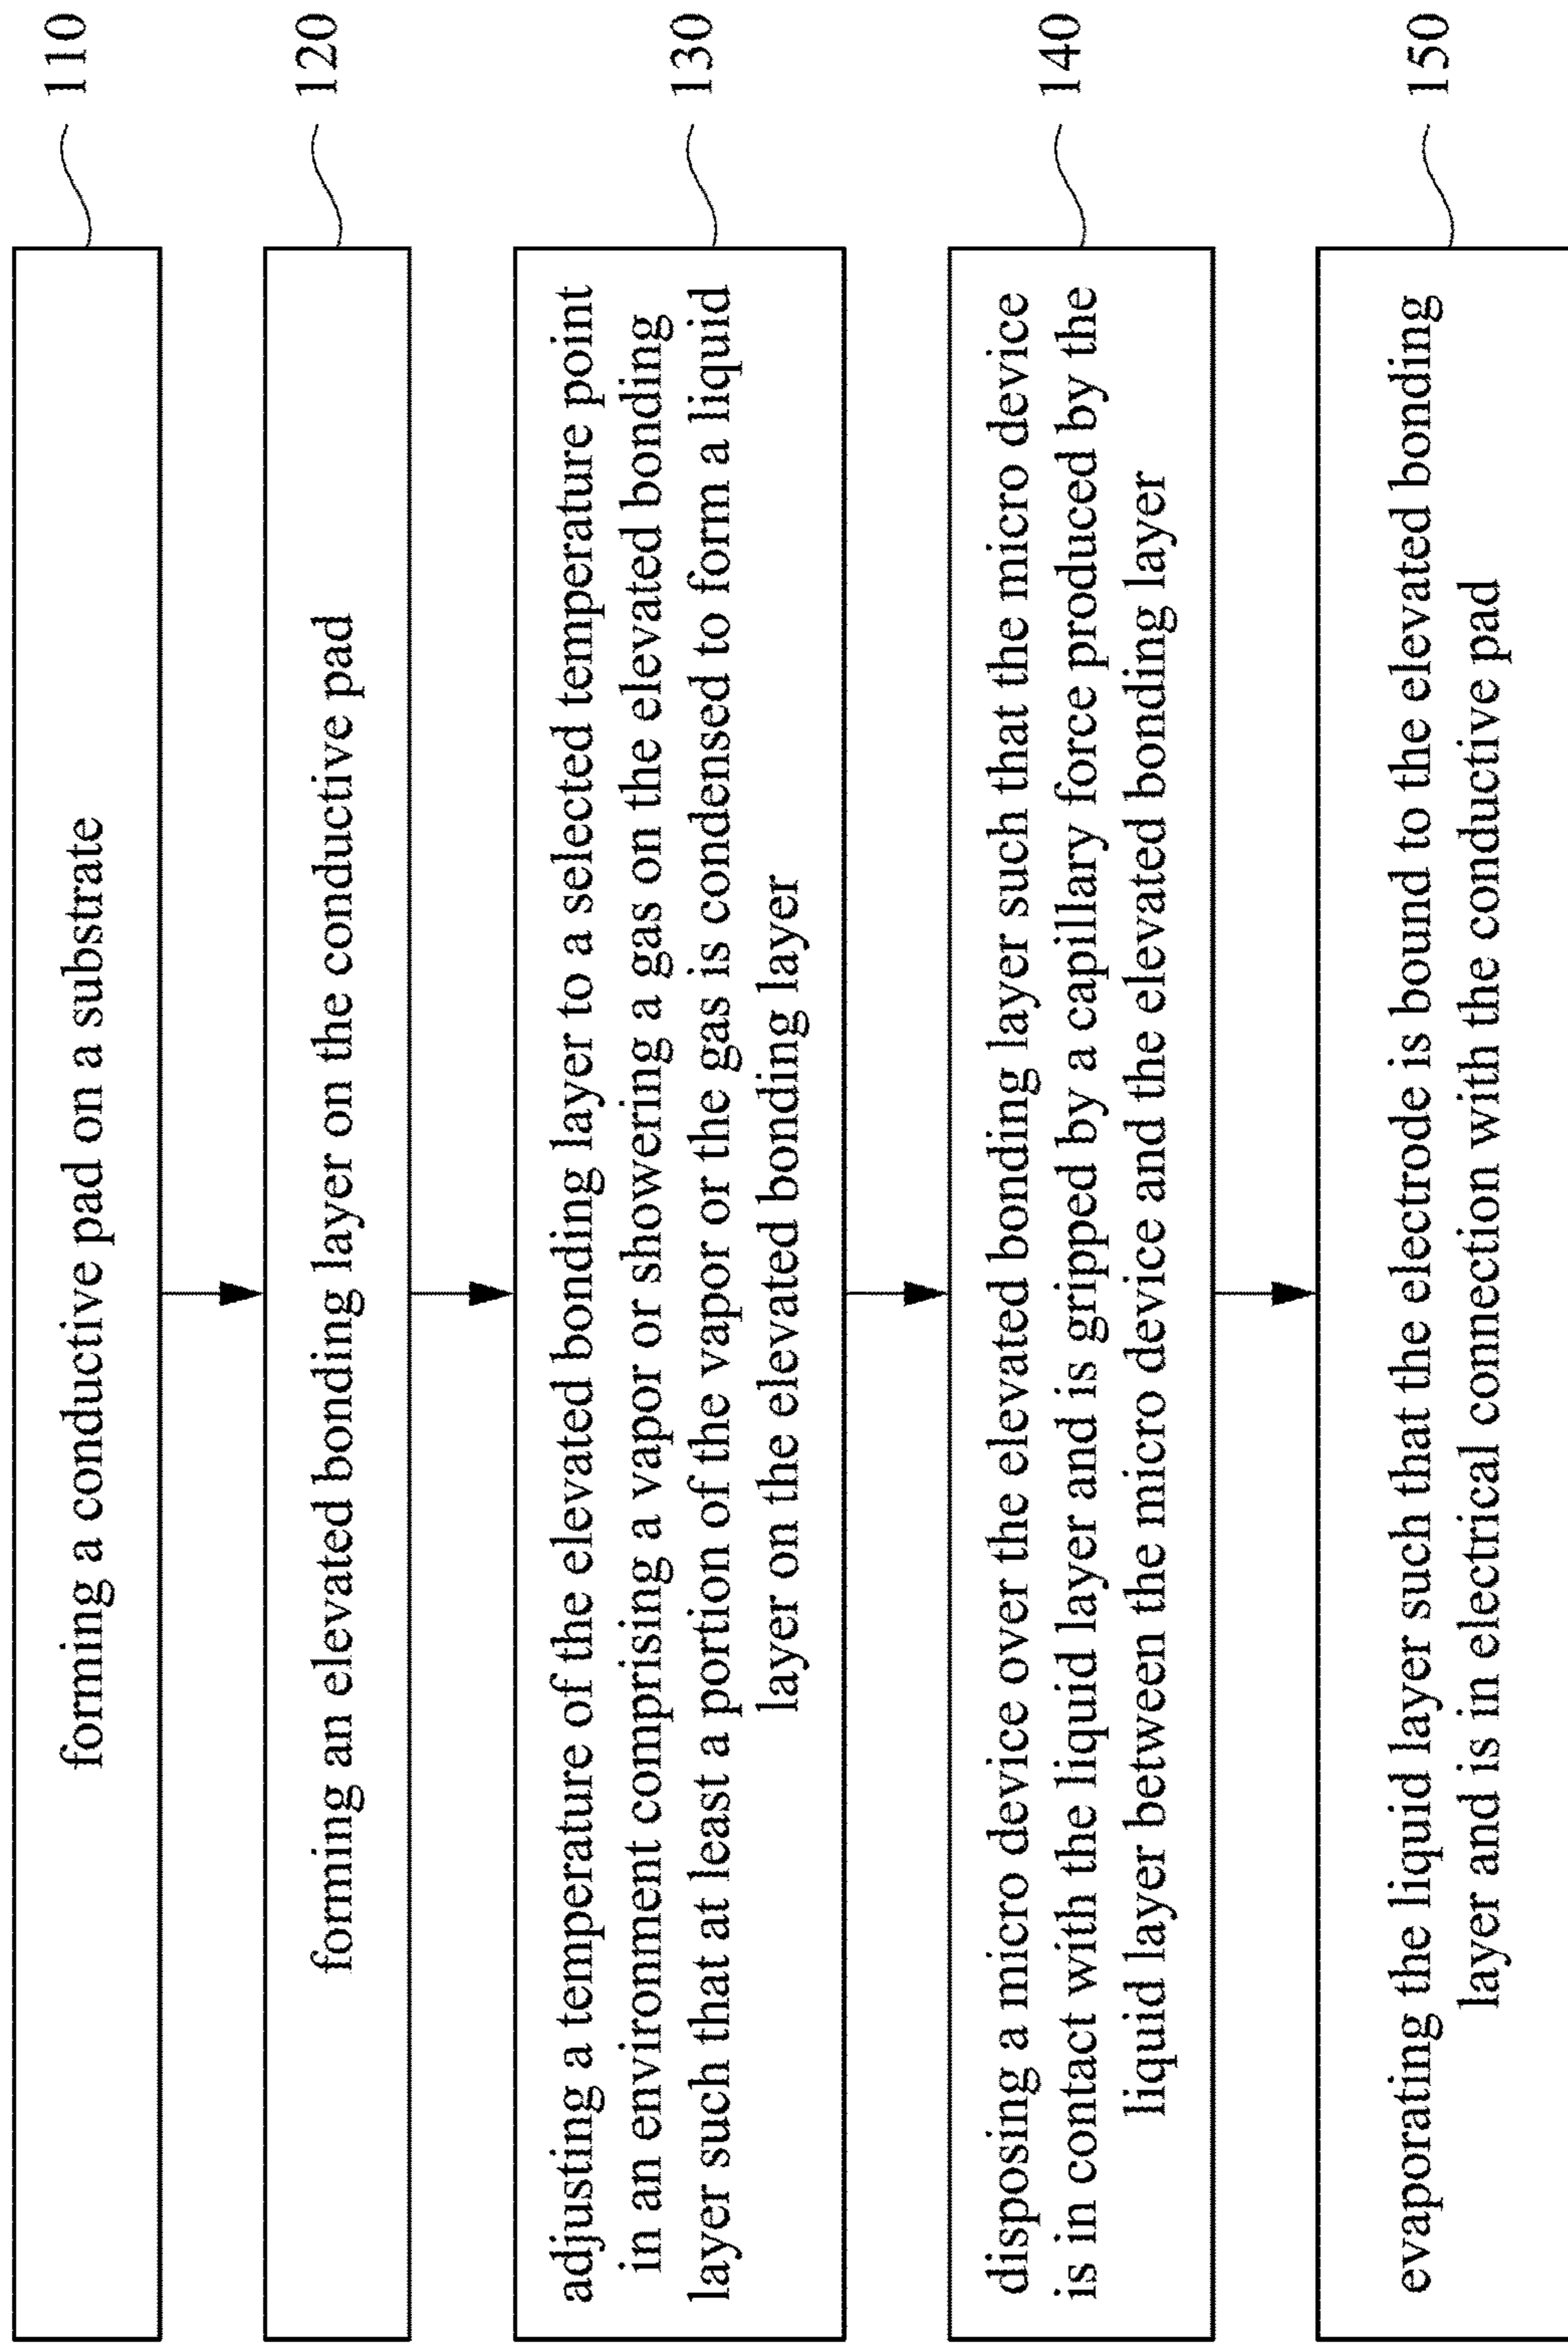 forming a conductive pad on a substrate
110
forming an elevated bonding layer on the conductive pad
120
adjusting a temperature of the elevated bonding layer to a selected temperature point
in an environment comprising a vapor or showering a gas on the elevated bonding
layer such that at least a portion of the vapor or the gas is condensed to form a liquid
layer on the elevated bonding layer
130
disposing a micro device over the elevated bonding layer such that the micro device
is in contact with the liquid layer and is gripped by a capillary force produced by the
liquid layer between the micro device and the elevated bonding layer
140
evaporating the liquid layer such that the electrode is bound to the elevated bonding
layer and is in electrical connection with the conductive pad
150